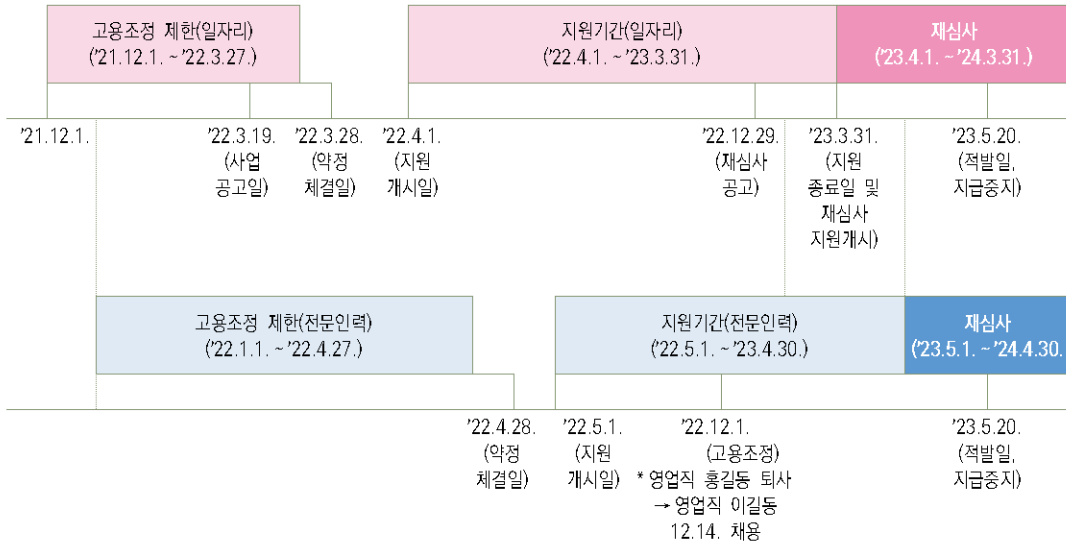 고용조정 제한(일자리)
('21.12.1. ~ '22.3.27.)
지원기간(일자리)
('22.4.1. ~ '23.3.31.)
재심사
('23.4.1. ~ '24.3.31.)
'21.12.1.
'22.3.19.
(사업
공고일)
'22.3.28.
(약정
체결일)
'22.4.1.
(지원
개시일)
'22.12.29.
(재심사
공고)
'23.3.31.
(지원
종료일 및
재심사
지원개시)
'23.5.20.
(적발일,
지급중지)
고용조정 제한(전문인력)
('22.1.1. ~ '22.4.27.)
지원기간(전문인력)
('22.5.1. ~ '23.4.30.)
재심사
('23.5.1. ~ '24.4.30.
'22.4.28.
(약정
체결일)
'22.5.1.
(지원
개시일)
'22.12.1.
(고용조정)
* 영업직 홍길동 퇴사
→ 영업직 이길동
12.14. 채용
'23.5.20.
(적발일,
지급중지)